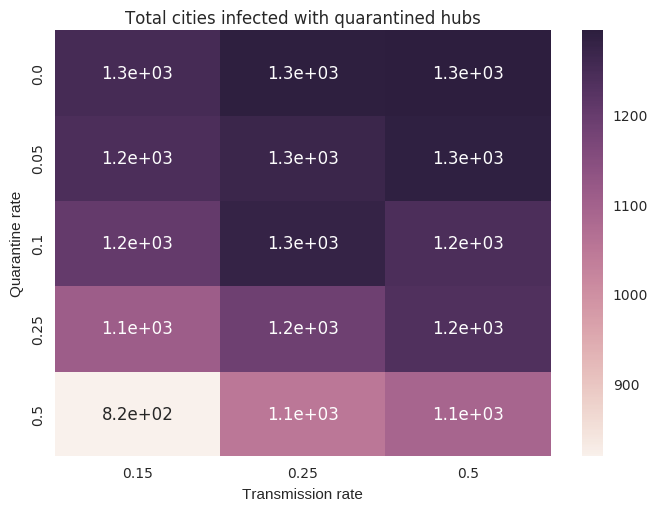 Total cities infected with quarantined hubs
0.0
1.3e+03 1.3e+03 1.3e+03
0.05
1.2e+03 1.3e+03 1.3e+03
0.1
1.2e+03 1.3e+03 1.2e+03
0.25
1.1e+03 1.2e+03 1.2e+03
0.5
8.2e+02 1.1e+03 1.1e+03
Quarantine rate
0.15 0.25 0.5
Transmission rate
1200
1100
1000
900